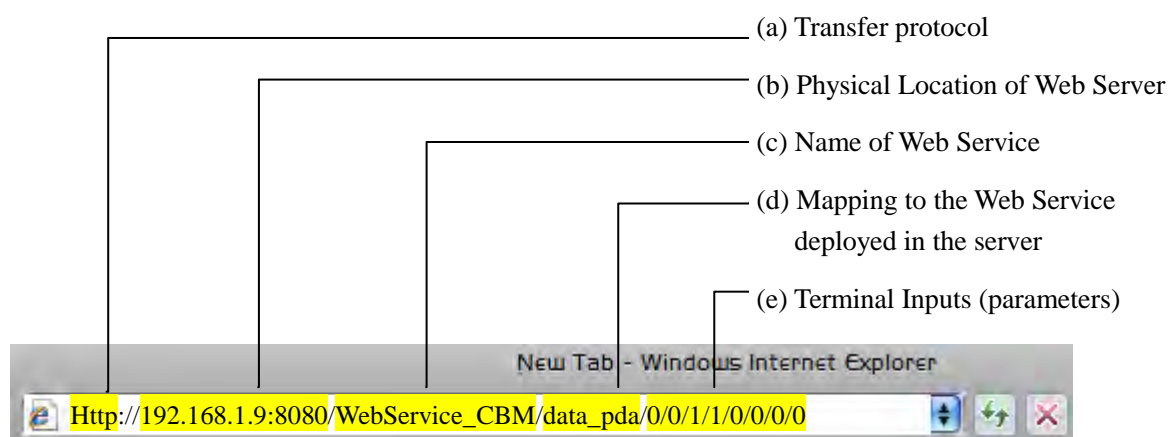 (a) Transfer protocol
(b) Physical Location of Web Server
(c) Name of Web Service
(d) Mapping to the Web Service
deployed in the server
(e) Terminal Inputs (parameters)
New Tab - Windows Internet Explorer
Http://192.168.1.9:8080/WebService_CBM/data_pda/0/0/1/1/0/0/0/0